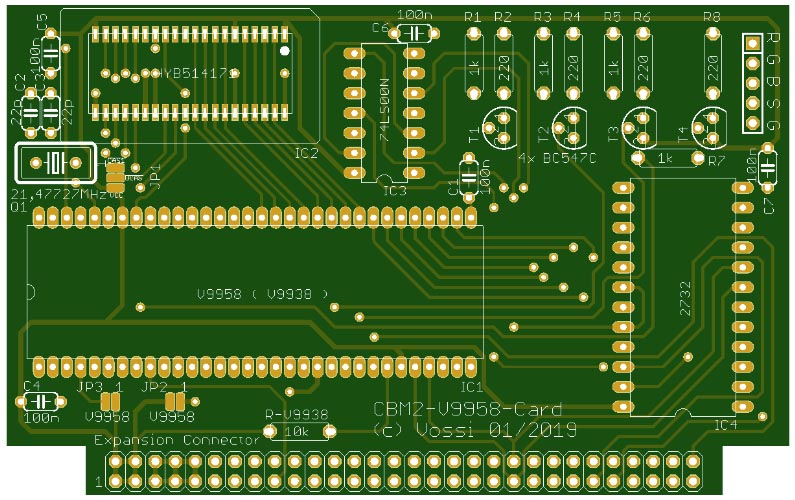 C5
100n
C2
C3
22p
22p
HYB514171
IC2
C6
100n
74LS00N
IC3
R1 R2 R3 R4 R5 R6 R8
1k 220 1k 220 1k 220 220
R
G
B
S
G
T1 T2 T3 T4
4x BC547C
1k
R7
C1
100n
100n
C7
JP1
21,47727MHz
Q1
V9958 ( V9938 )
IC1
2732
IC4
C4
100n
JP3 1 JP2 1
V9958 V9958
R-V9938
10k
CBM2-V9958-Card
(c) Vossi 01/2019
Expansion Connector
1